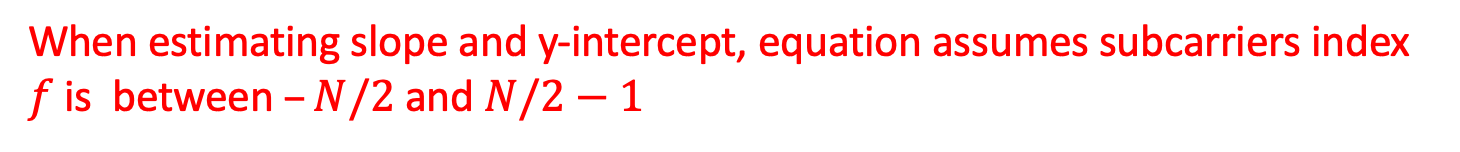 When estimating slope and y-intercept, equation assumes subcarriers index
f is between – N/2 and N/2 − 1